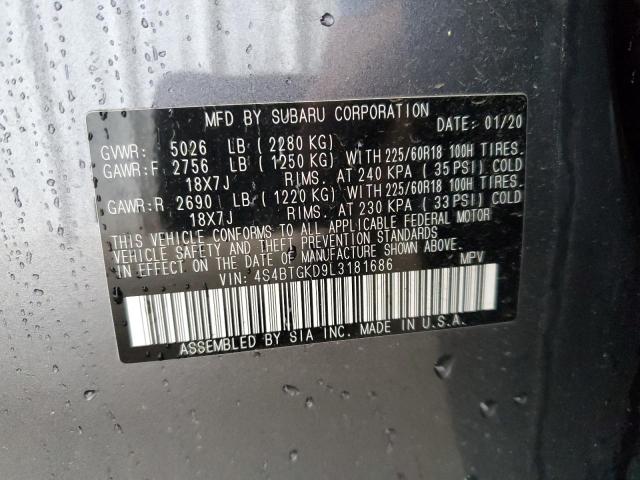 MFD BY SUBARU CORPORATION DATE: 01/20
GVWR: 5026 LB (2280 KG)
GAWR:F 2756 LB (1250 KG) WITH 225/60R18 100H TIRES.
18X7J RIMS. AT 240 KPA (35 PSI) COLD
GAWR:R 2690 LB (1220 KG) WITH 225/60R18 100H TIRES.
18X7J RIMS. AT 230 KPA (33 PSI) COLD
THIS VEHICLE CONFORMS TO ALL APPLICABLE FEDERAL MOTOR
VEHICLE SAFETY AND THEFT PREVENTION STANDARDS
IN EFFECT ON THE DATE OF MANUFACTURE SHOWN ABOVE.
VIN: 4S4BTGKD9L3181686 MPV
ASSEMBLED BY SIA INC. MADE IN U.S.A.